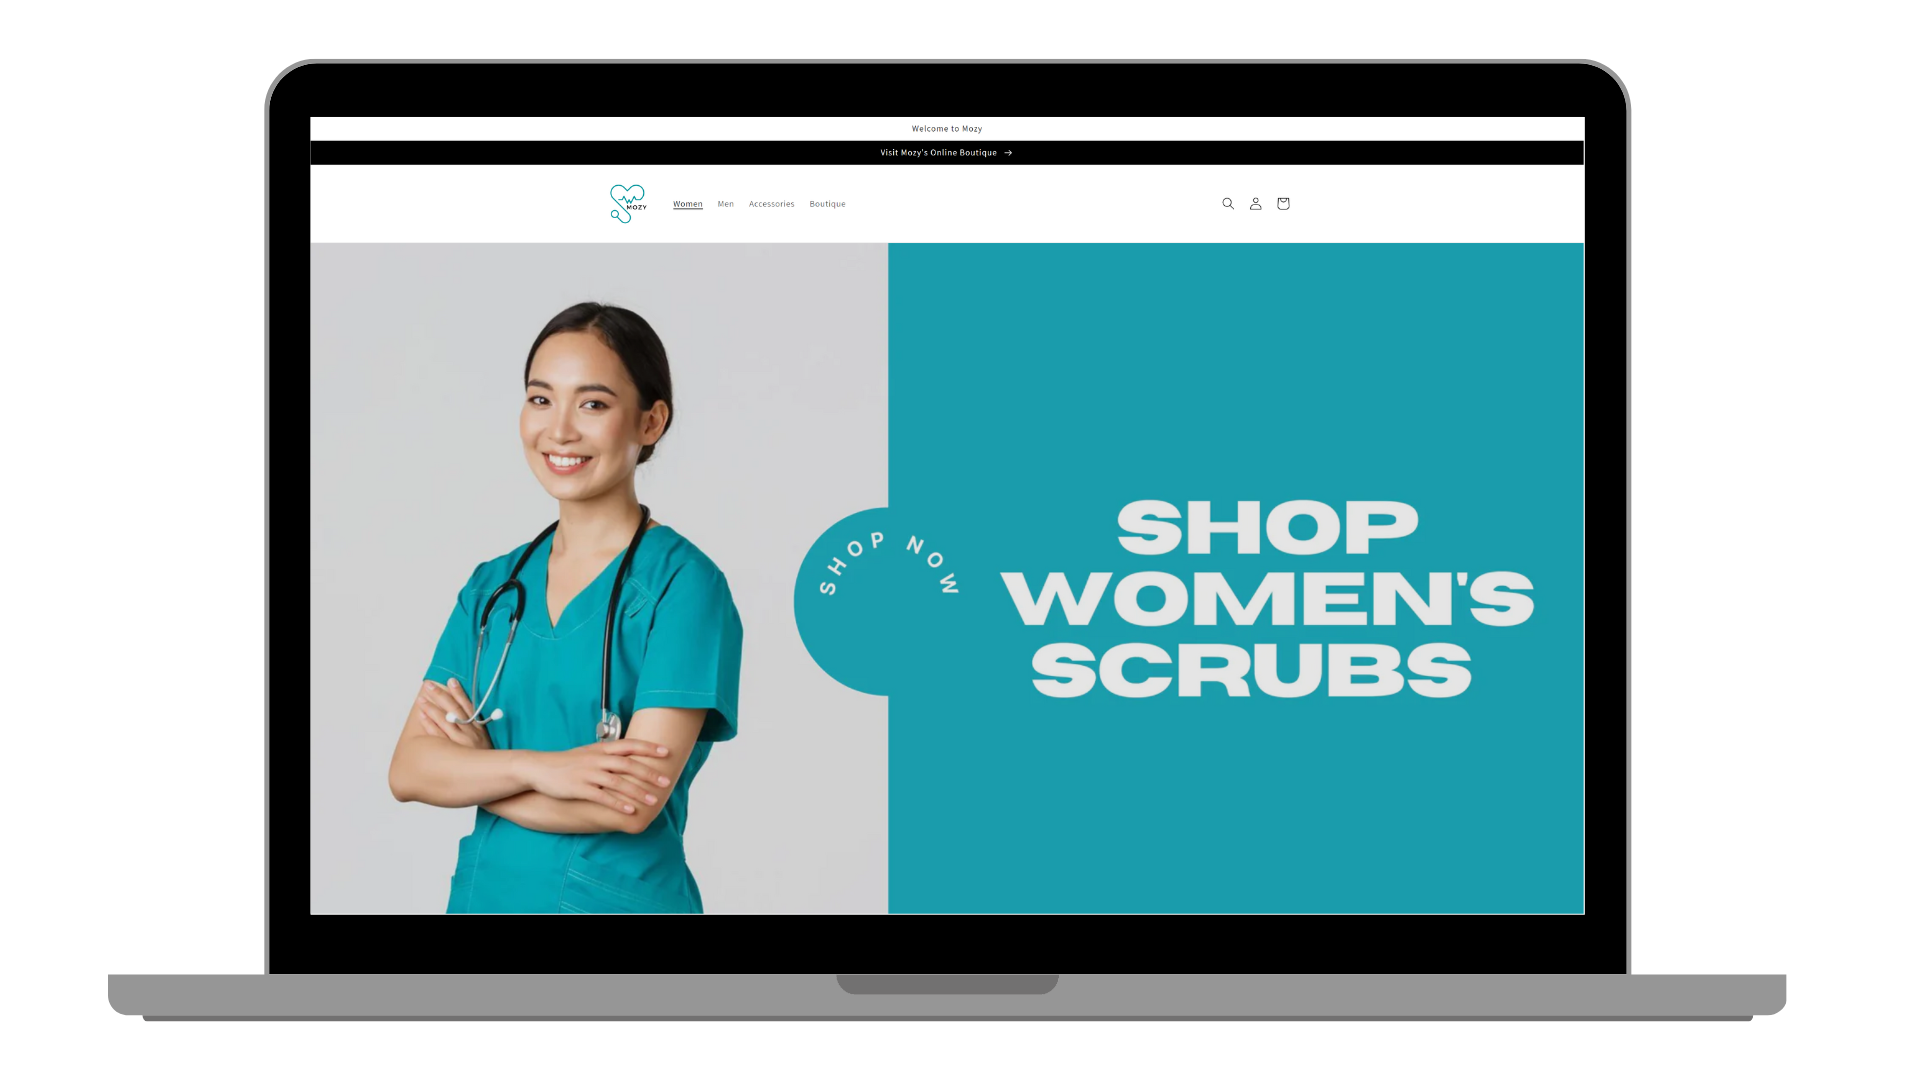 Welcome to Mozy
Visit Mozy's Online Boutique →
MOZY
Women Men Accessories Boutique
SHOP NOW
SHOP
WOMEN'S
SCRUBS